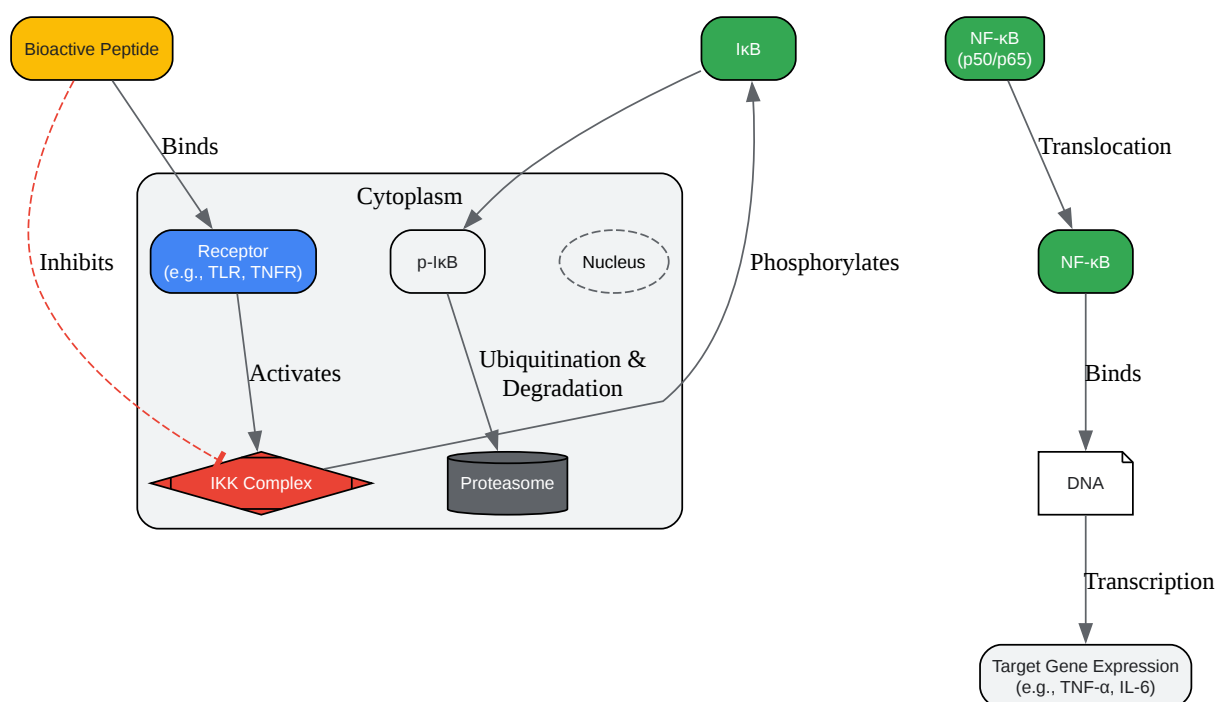 Bioactive Peptide
IκB
NF-κB
(p50/p65)
Binds
Translocation
Cytoplasm
Receptor
(e.g., TLR, TNFR)
p-IκB
Nucleus
NF-κB
Inhibits
Phosphorylates
Activates
Ubiquitination &
Degradation
Binds
IKK Complex
Proteasome
DNA
Transcription
Target Gene Expression
(e.g., TNF-α, IL-6)